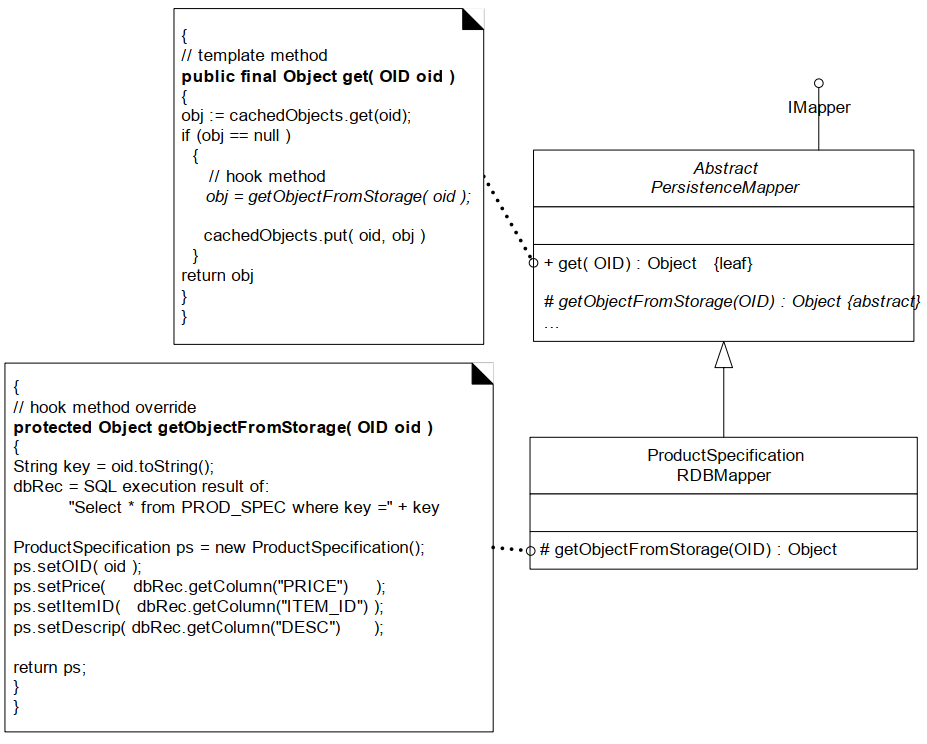 {
// template method
public final Object get( OID oid )
{
obj := cachedObjects.get(oid);
if (obj == null )
{
// hook method
obj = getObjectFromStorage( oid );
cachedObjects.put( oid, obj )
}
return obj
}
}
IMapper
Abstract
PersistenceMapper
+ get( OID) : Object {leaf}
# getObjectFromStorage(OID) : Object {abstract}
...
{
// hook method override
protected Object getObjectFromStorage( OID oid )
{
String key = oid.toString();
dbRec = SQL execution result of:
"Select * from PROD_SPEC where key =" + key
ProductSpecification ps = new ProductSpecification();
ps.setOID( oid );
ps.setPrice( dbRec.getColumn("PRICE") );
ps.setItemID( dbRec.getColumn("ITEM_ID") );
ps.setDescrip( dbRec.getColumn("DESC") );
return ps;
}
}
ProductSpecification
RDBMapper
# getObjectFromStorage(OID) : Object